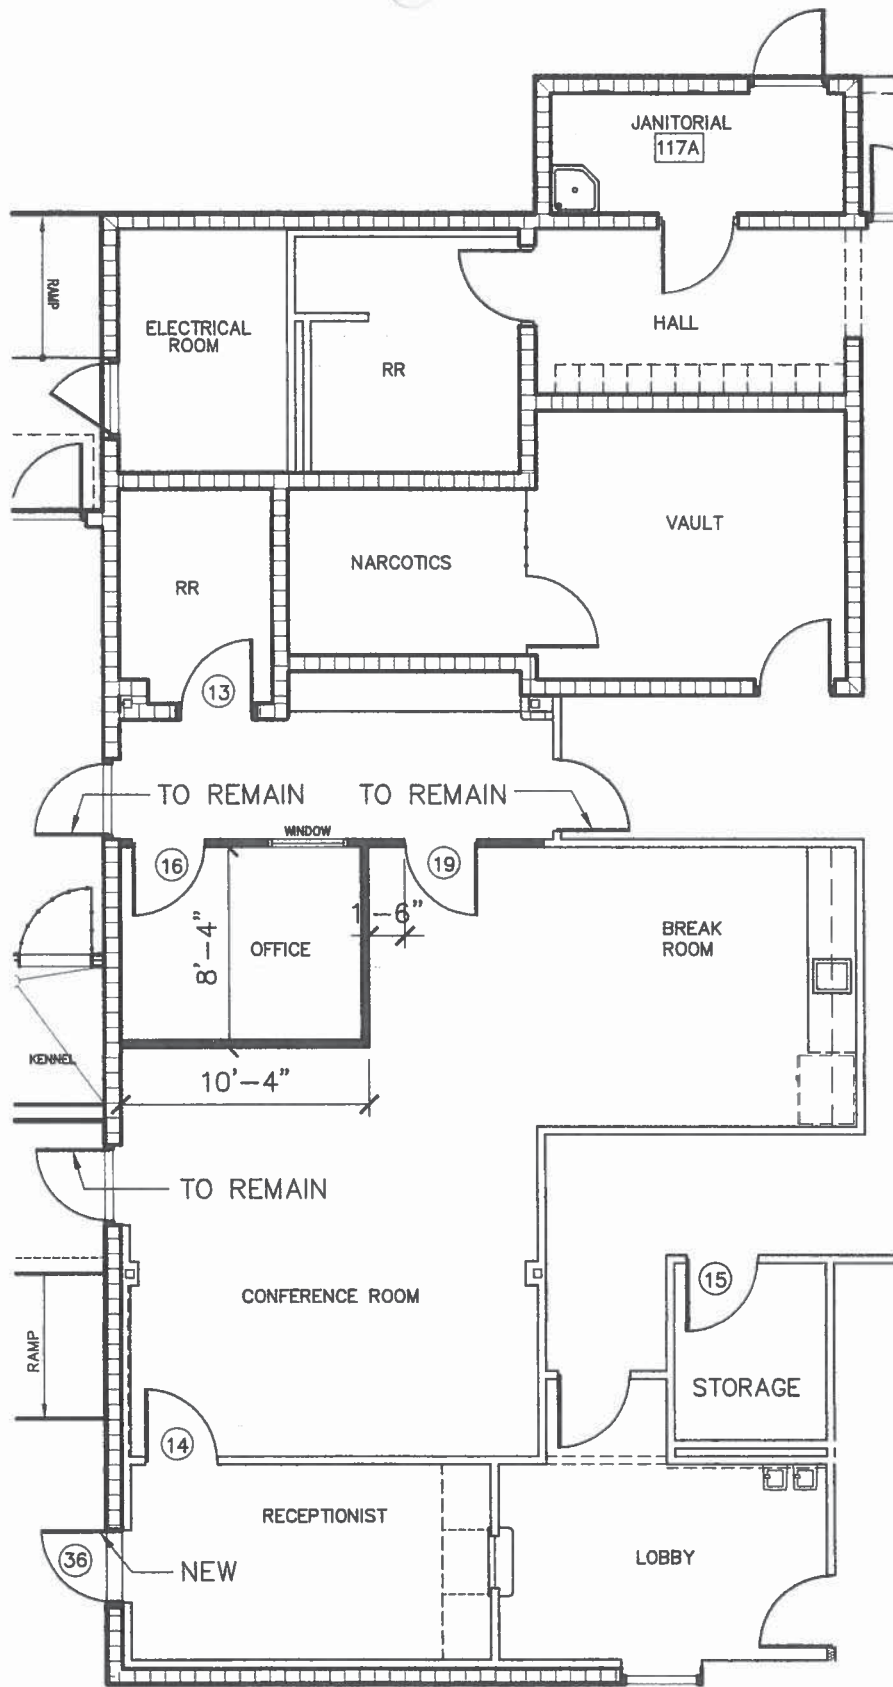 JANITORIAL
117A
RAMP
ELECTRICAL
ROOM
RR
HALL
VAULT
NARCOTICS
RR
13
TO REMAIN
TO REMAIN
WINDOW
16
19
1'-6"
8'-4"
OFFICE
BREAK
ROOM
KENNEL
10'-4"
TO REMAIN
15
CONFERENCE ROOM
RAMP
STORAGE
14
RECEPTIONIST
36
NEW
LOBBY